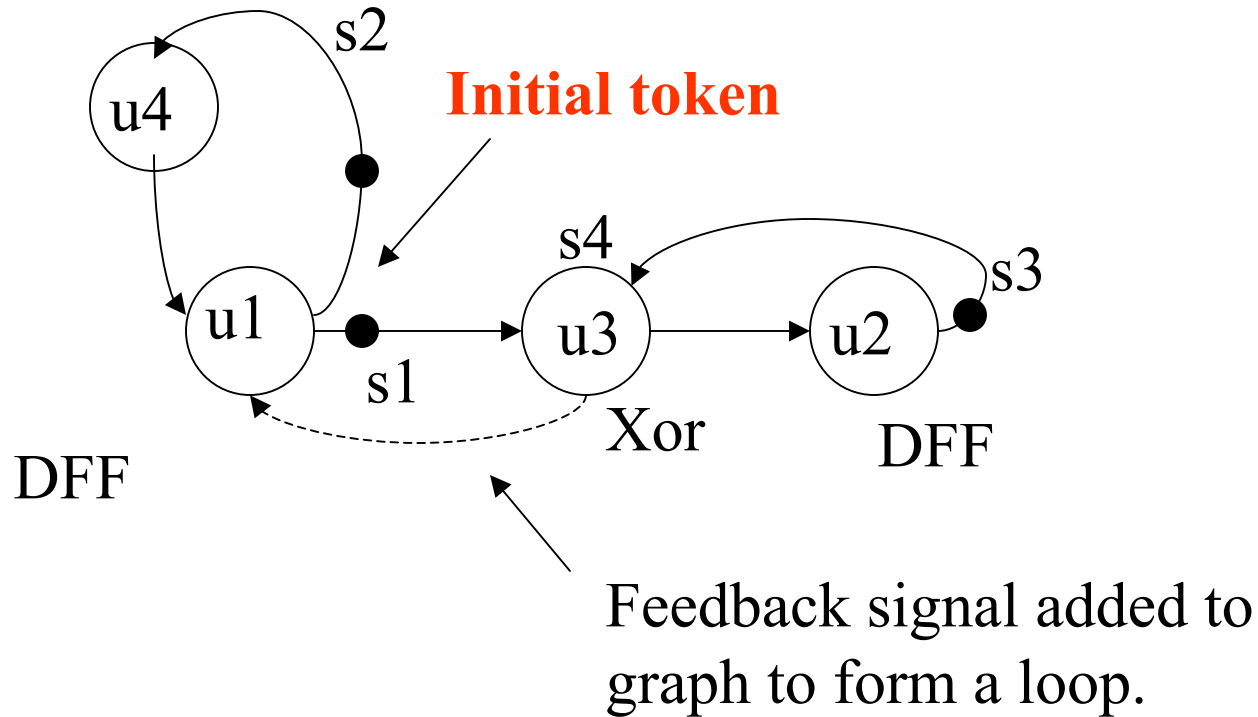 s2
Initial token
u4
s4
s3
u1
u3
u2
s1
Xor
DFF
DFF
Feedback signal added to
graph to form a loop.